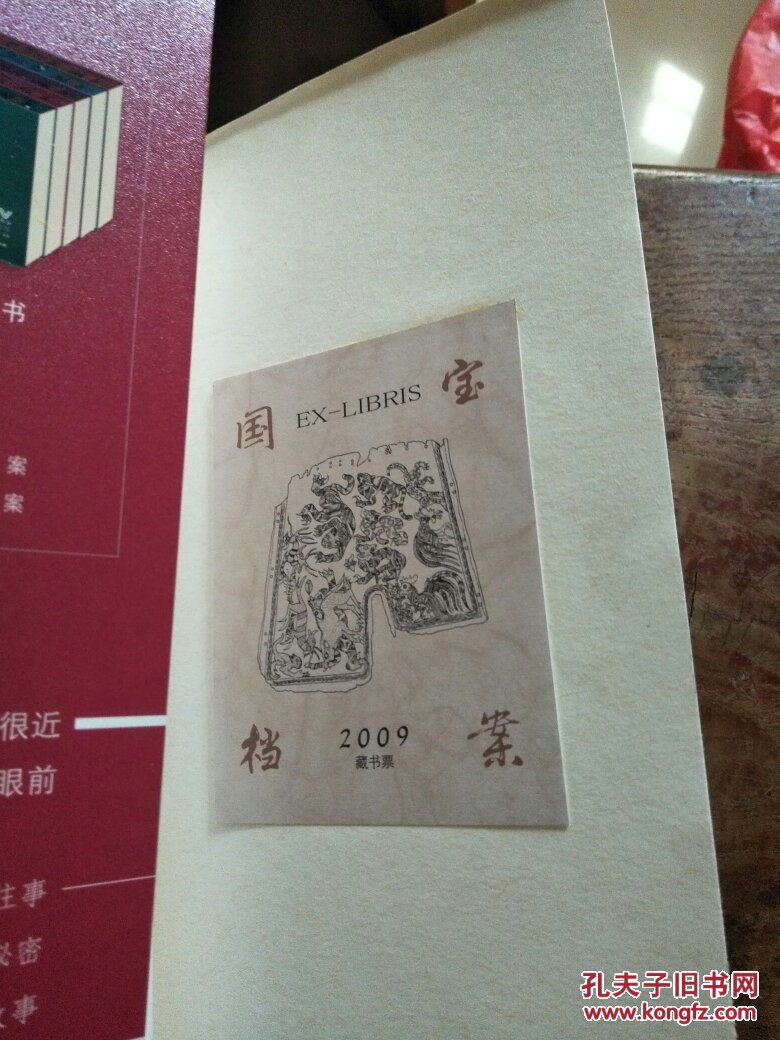 书
案
案
很近
眼前
往事
秘密
故事
国 EX-LIBRIS 宝
档 2009 案
藏书票
孔夫子旧书网
www.kongfz.com